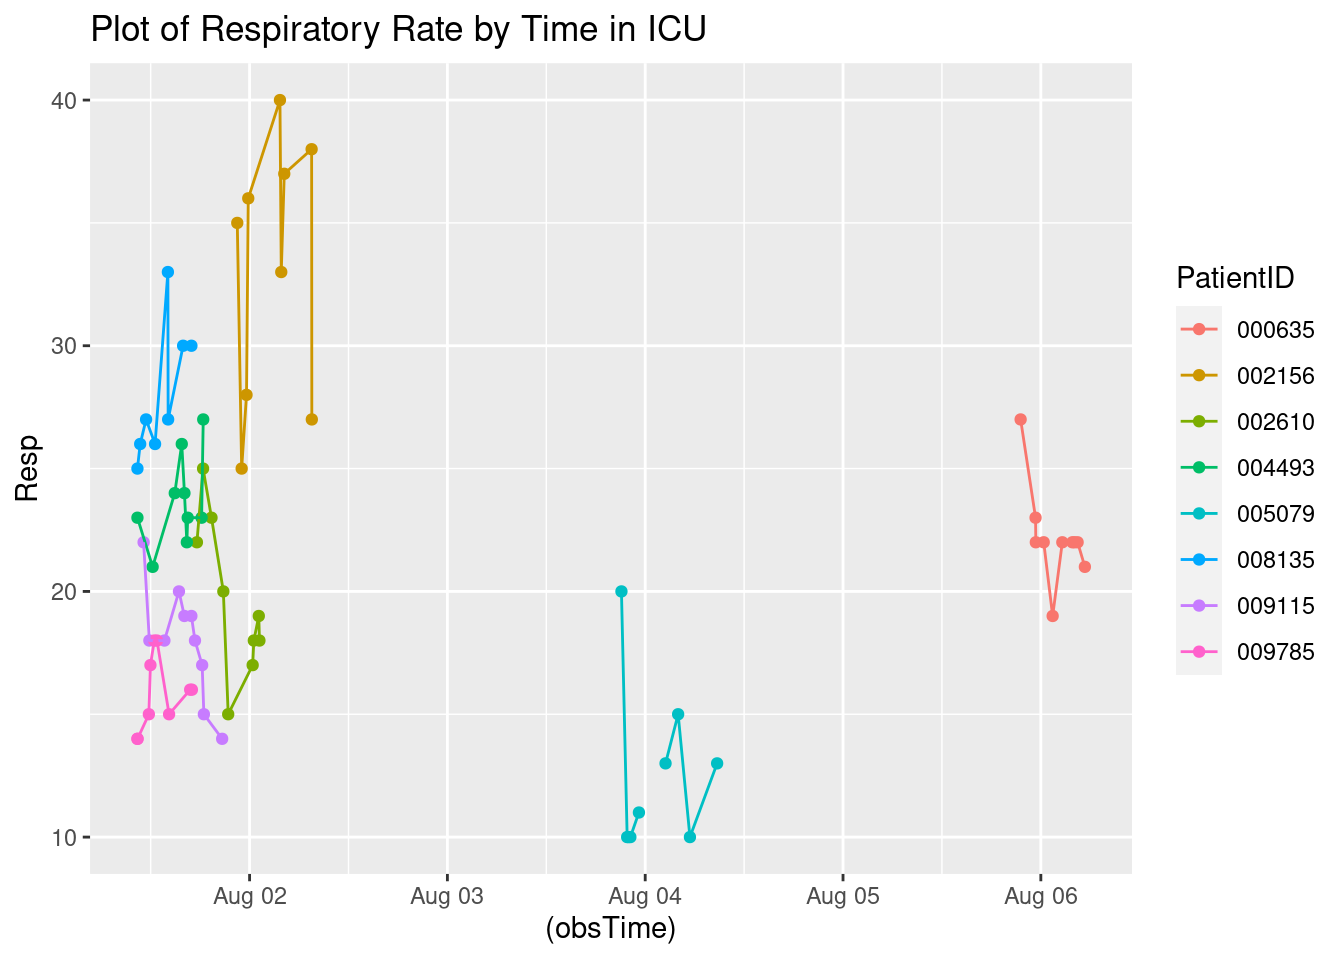 Plot of Respiratory Rate by Time in ICU
40
30
20
10
Resp
Aug 02
Aug 03
Aug 04
Aug 05
Aug 06
(obsTime)
PatientID
000635
002156
002610
004493
005079
008135
009115
009785